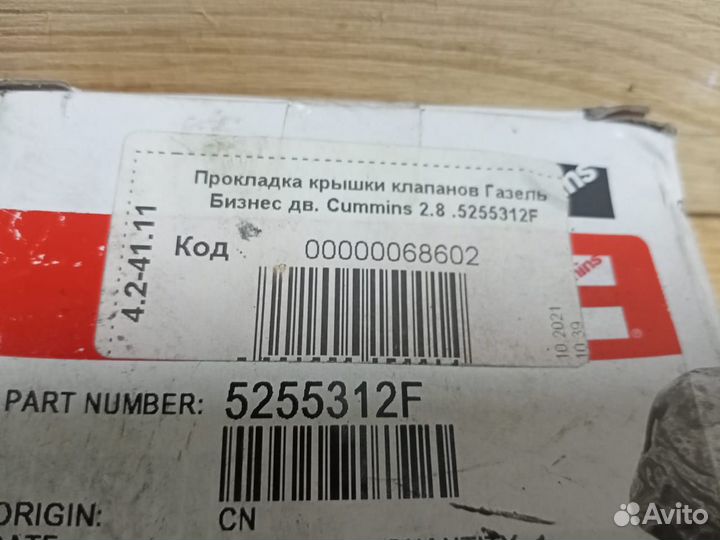 Прокладка крышки клапанов Газель
Бизнес дв. Cummins 2.8 .5255312F
Код 00000068602
4.2-41.11
10.2021
10:39
PART NUMBER: 5255312F
ORIGIN: CN
Avito